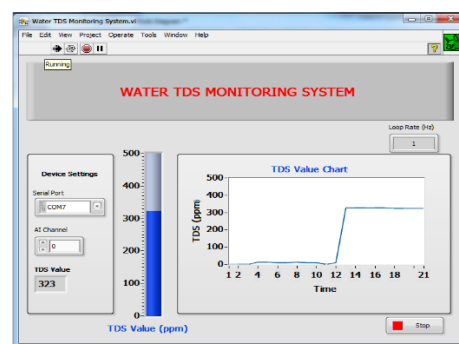 Water TDS Monitoring System.vi
File Edit View Project Operate Tools Window Help
Running
WATER TDS MONITORING SYSTEM
Loop Rate (Hz)
1
Device Settings
Serial Port
COM7
AI Channel
0
TDS Value
323
500
400
300
200
100
0
TDS Value (ppm)
TDS Value Chart
TDS (ppm)
500
400
300
200
100
0
1 2 4 6 8 10 12 14 16 18 21
Time
Stop